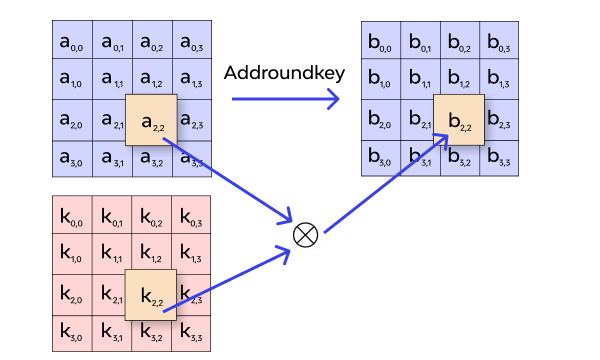 a0,0 a0,1 a0,2 a0,3
a1,0 a1,1 a1,2 a1,3
a2,0 a2,1 a2,2 a2,3
a3,0 a3,1 a3,2 a3,3
Addroundkey
b0,0 b0,1 b0,2 b0,3
b1,0 b1,1 b1,2 b1,3
b2,0 b2,1 b2,2 b2,3
b3,0 b3,1 b3,2 b3,3
k0,0 k0,1 k0,2 k0,3
k1,0 k1,1 k1,2 k1,3
k2,0 k2,1 k2,2 k2,3
k3,0 k3,1 k3,2 k3,3